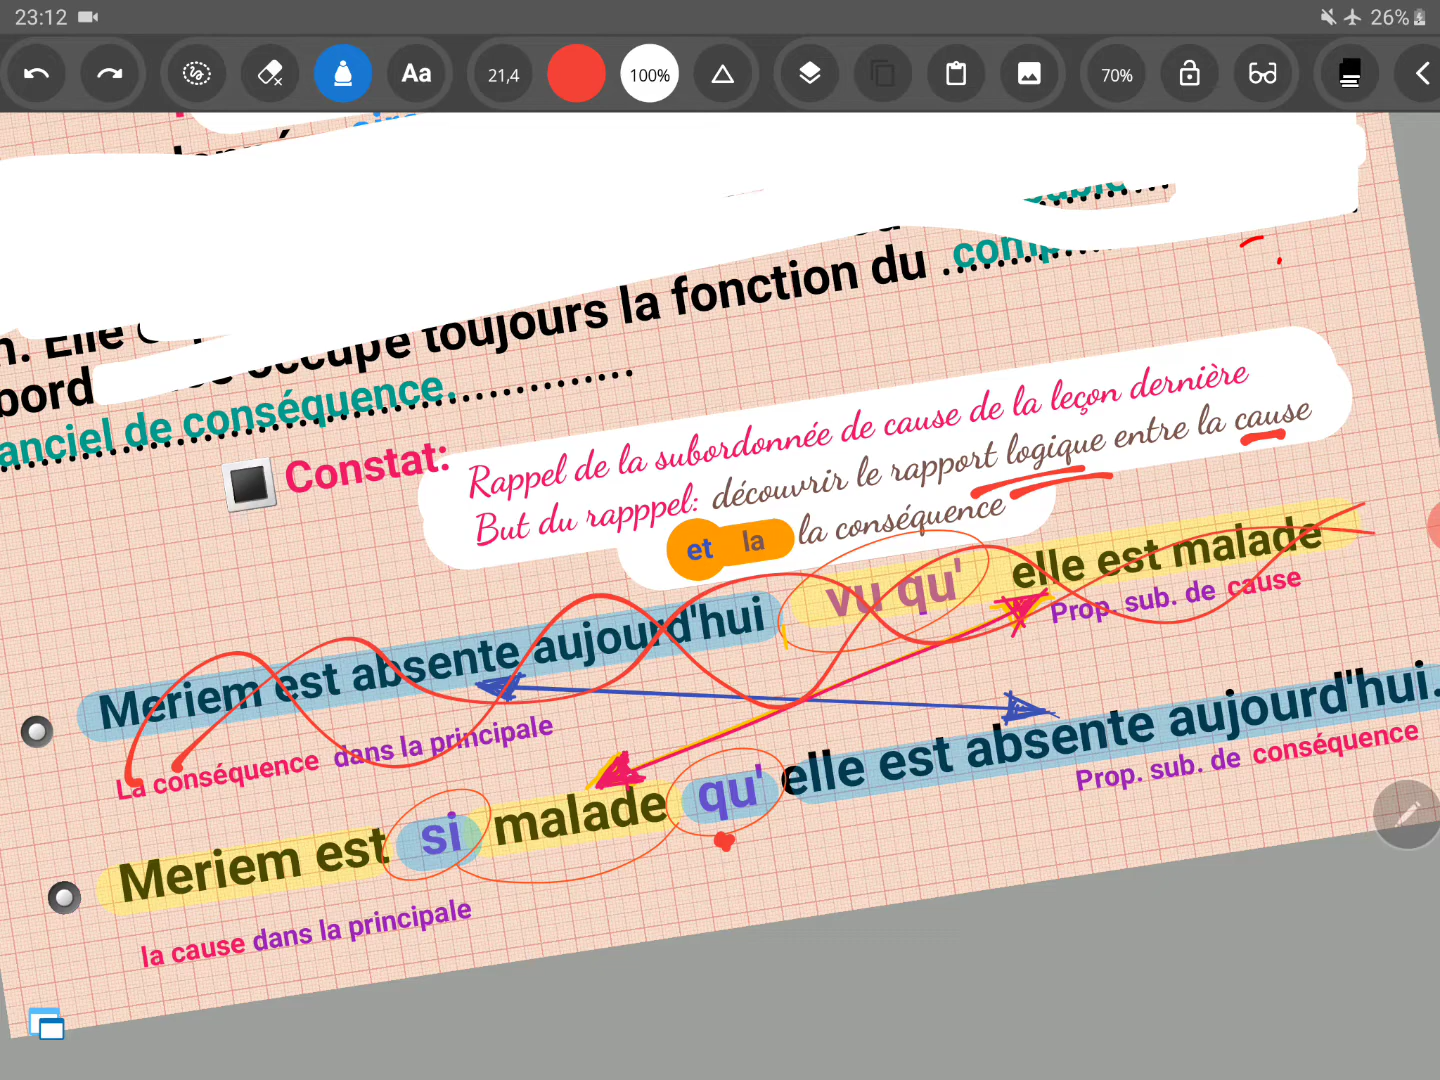 23:12
26%
Aa
21,4
100%
70%
comp
n. Elle
occupe toujours la fonction du
bord
anciel de conséquence.
Constat:
Rappel de la subordonnée de cause de la leçon dernière
But du rapppel: découvrir le rapport logique entre la cause
et la la conséquence
Meriem est absente aujourd'hui vu qu' elle est malade
Prop. sub. de cause
La conséquence dans la principale
Meriem est si malade qu' elle est absente aujourd"hui.
Prop. sub. de conséquence
la cause dans la principale